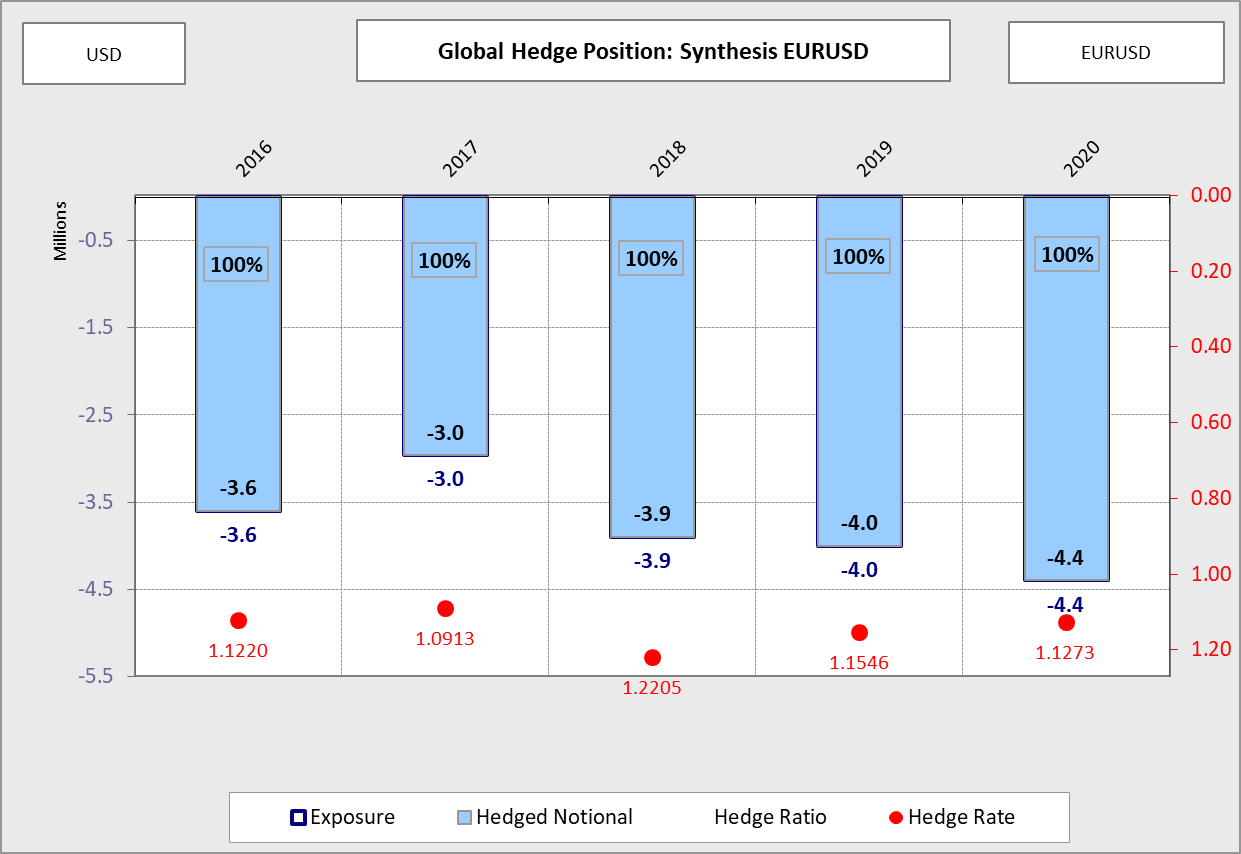 USD
Global Hedge Position: Synthesis EURUSD
EURUSD
2016 2017 2018 2019 2020
Millions
0.00
-0.5
0.20
-1.5
0.40
-2.5
0.60
-3.5
0.80
-4.5
1.00
-5.5
1.20
100% 100% 100% 100% 100%
-3.6 -3.0 -3.9 -4.0 -4.4
-3.6 -3.0 -3.9 -4.0 -4.4
1.1220 1.0913 1.2205 1.1546 1.1273
Exposure Hedged Notional Hedge Ratio Hedge Rate